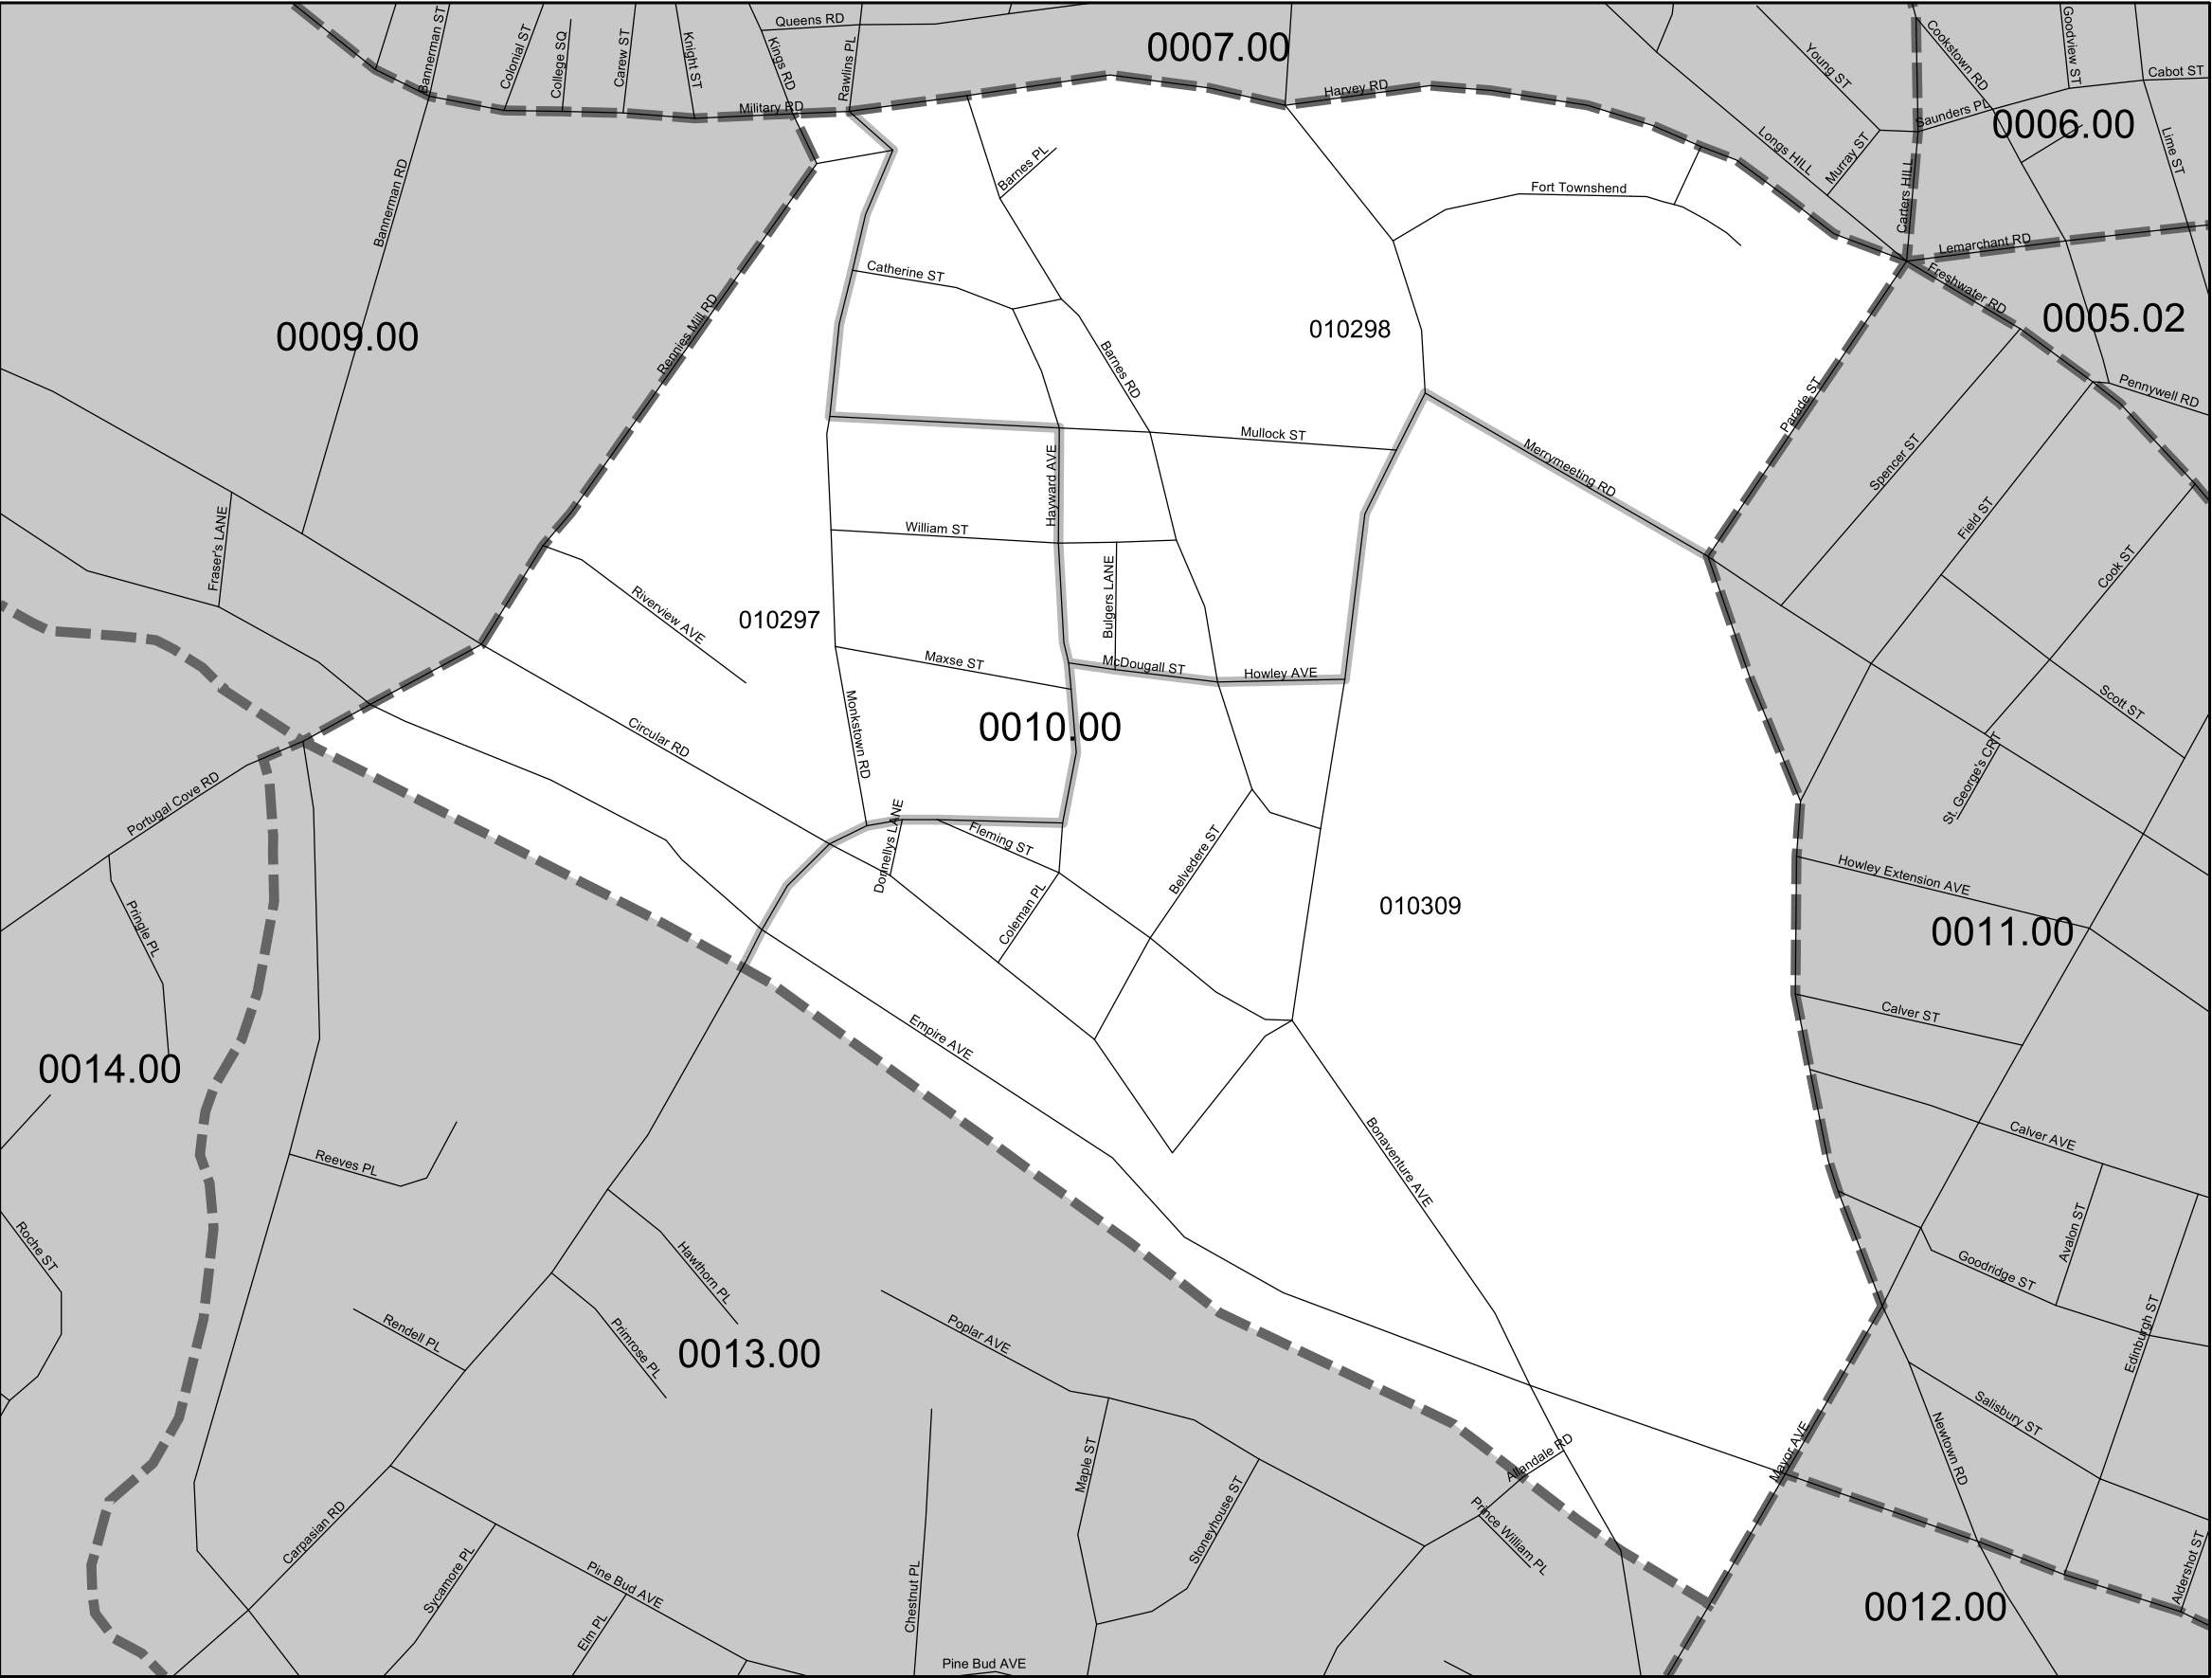 Bannerman ST
Colonial ST
College SQ
Carew ST
Knight ST
Kings RD
Queens RD
Rawlins PL
0007.00
Military RD
Harvey RD
Young ST
Cookstown RD
Goodview ST
Cabot ST
Saunders PL
0006.00
Lime ST
Longs HILL
Murray ST
Carters HILL
Lemarchant RD
Freshwater RD
0005.02
Pennywell RD
Bannerman RD
Barnes PL
Fort Townshend
Catherine ST
0009.00
Rennies Mill RD
010298
Barnes RD
Parade ST
Mullock ST
Merrymeeting RD
Spencer ST
Hayward AVE
Field ST
Cook ST
Fraser's LANE
William ST
Bulgers LANE
Riverview AVE
010297
Maxse ST
McDougall ST
Howley AVE
Scott ST
Monkstown RD
0010.00
Circular RD
St. George's CRT
Portugal Cove RD
Donnellys LANE
Fleming ST
Belvedere ST
Howley Extension AVE
Pringle PL
Coleman PL
010309
0011.00
Calver ST
Empire AVE
0014.00
Calver AVE
Bonaventure AVE
Reeves PL
Avalon ST
Roche ST
Hawthorn PL
Goodridge ST
Rendell PL
Primrose PL
0013.00
Poplar AVE
Edinburgh ST
Salisbury ST
Maple ST
Allandale RD
Mayor AVE
Newtown RD
Stoneyhouse ST
Prince William PL
Carpasian RD
Sycamore PL
Pine Bud AVE
Elm PL
Chestnut PL
Aldershot ST
0012.00
Pine Bud AVE